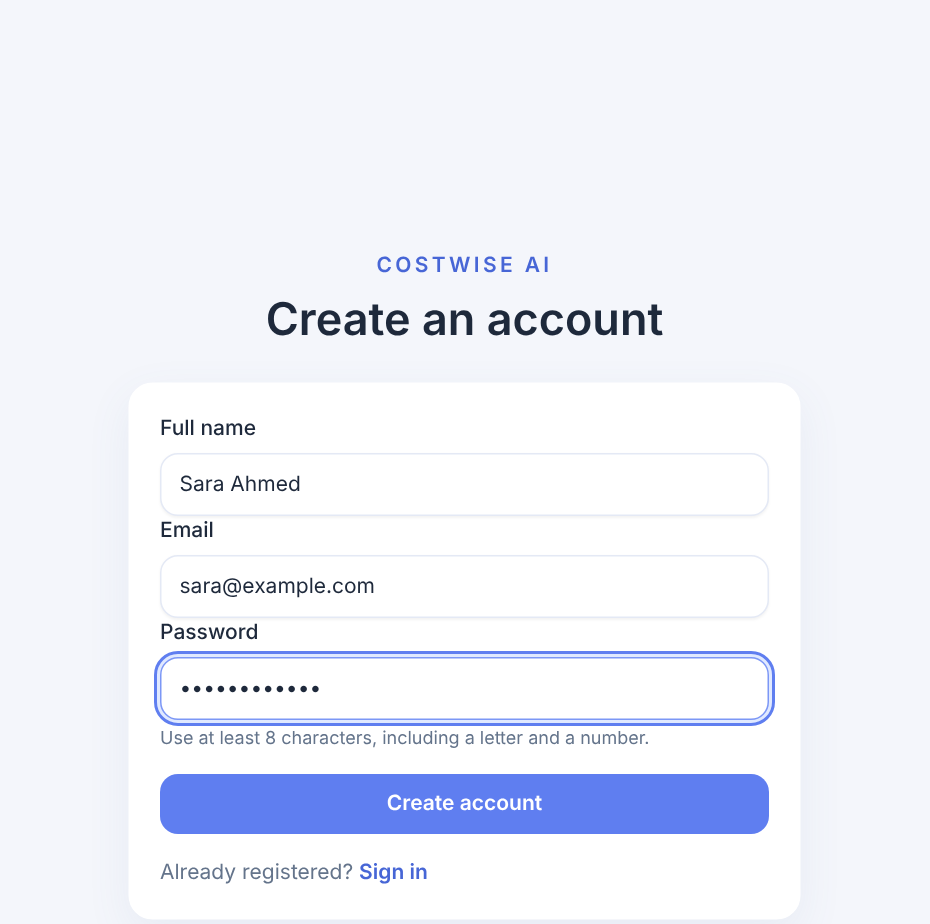 COSTWISE AI
Create an account
Full name
Sara Ahmed
Email
sara@example.com
Password
••••••••••••
Use at least 8 characters, including a letter and a number.
Create account
Already registered? Sign in